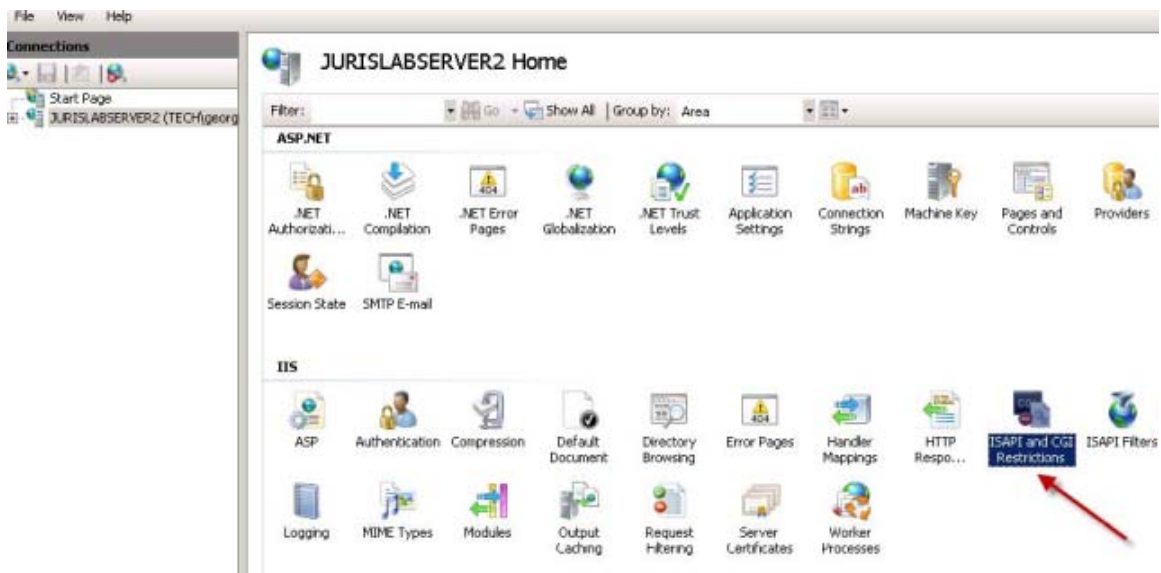 File View Help
Connections
Start Page
JURISLABSERVER2 (TECH\georg
JURISLABSERVER2 Home
Filter: Go Show All Group by: Area
ASP.NET
.NET Authorizati...
.NET Compilation
.NET Error Pages
.NET Globalization
.NET Trust Levels
Application Settings
Connection Strings
Machine Key
Pages and Controls
Providers
Session State
SMTP E-mail
IIS
ASP
Authentication
Compression
Default Document
Directory Browsing
Error Pages
Handler Mappings
HTTP Respo...
ISAPI and CGI Restrictions
ISAPI Filters
Logging
MIME Types
Modules
Output Caching
Request Filtering
Server Certificates
Worker Processes